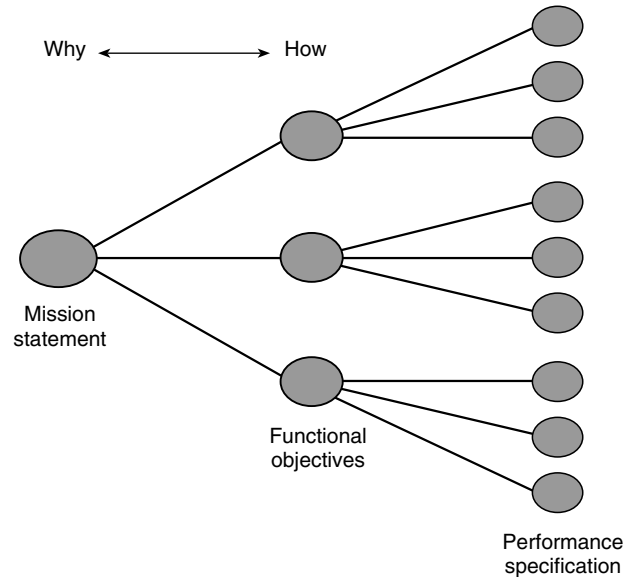 Why
How
Mission
statement
Functional
objectives
Performance
specification